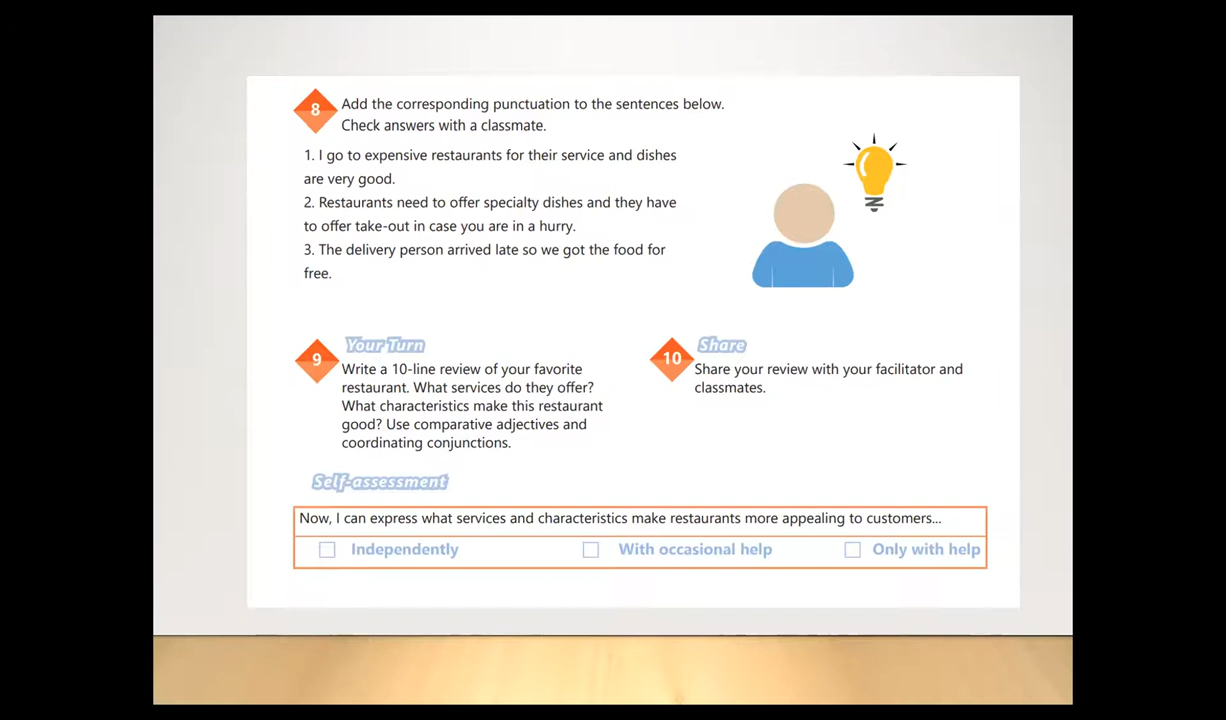 8
Add the corresponding punctuation to the sentences below.
Check answers with a classmate.
1. I go to expensive restaurants for their service and dishes
are very good.
2. Restaurants need to offer specialty dishes and they have
to offer take-out in case you are in a hurry.
3. The delivery person arrived late so we got the food for
free.
9
Your Turn
Write a 10-line review of your favorite
restaurant. What services do they offer?
What characteristics make this restaurant
good? Use comparative adjectives and
coordinating conjunctions.
10
Share
Share your review with your facilitator and
classmates.
Self-assessment
Now, I can express what services and characteristics make restaurants more appealing to customers...
Independently With occasional help Only with help